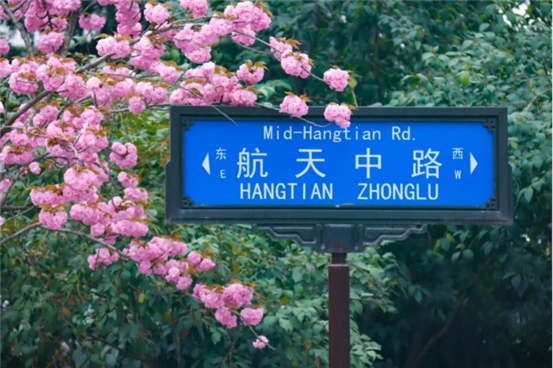 Mid-Hangtian Rd.
东 航天中路 西
E W
HANGTIAN ZHONGLU